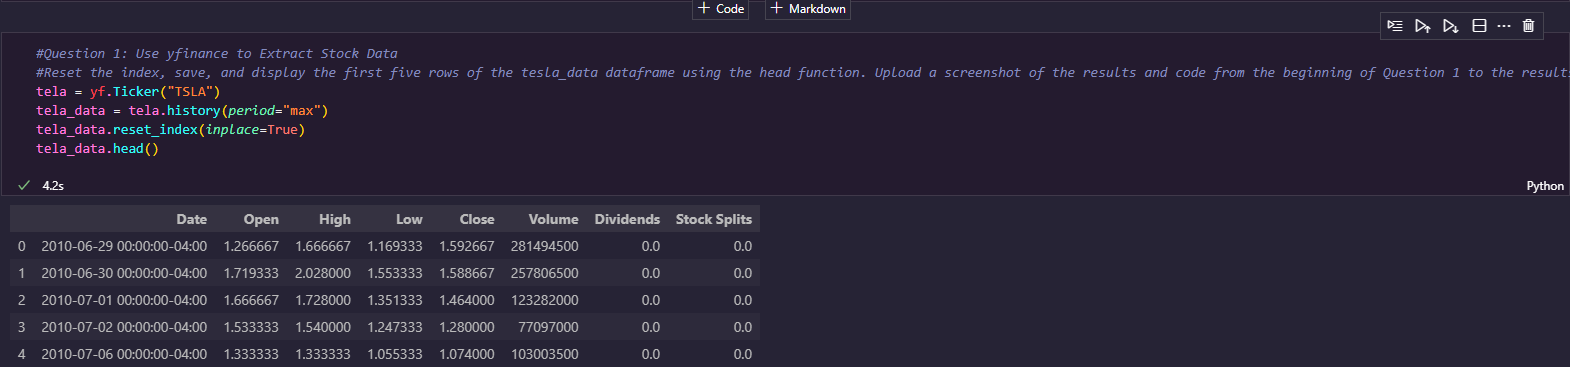 + Code + Markdown
#Question 1: Use yfinance to Extract Stock Data
#Reset the index, save, and display the first five rows of the tesla_data dataframe using the head function. Upload a screenshot of the results and code from the beginning of Question 1 to the results
tela = yf.Ticker("TSLA")
tela_data = tela.history(period="max")
tela_data.reset_index(inplace=True)
tela_data.head()
4.2s
Python
Date Open High Low Close Volume Dividends Stock Splits
0 2010-06-29 00:00:00-04:00 1.266667 1.666667 1.169333 1.592667 281494500 0.0 0.0
1 2010-06-30 00:00:00-04:00 1.719333 2.028000 1.553333 1.588667 257806500 0.0 0.0
2 2010-07-01 00:00:00-04:00 1.666667 1.728000 1.351333 1.464000 123282000 0.0 0.0
3 2010-07-02 00:00:00-04:00 1.533333 1.540000 1.247333 1.280000 77097000 0.0 0.0
4 2010-07-06 00:00:00-04:00 1.333333 1.333333 1.055333 1.074000 103003500 0.0 0.0